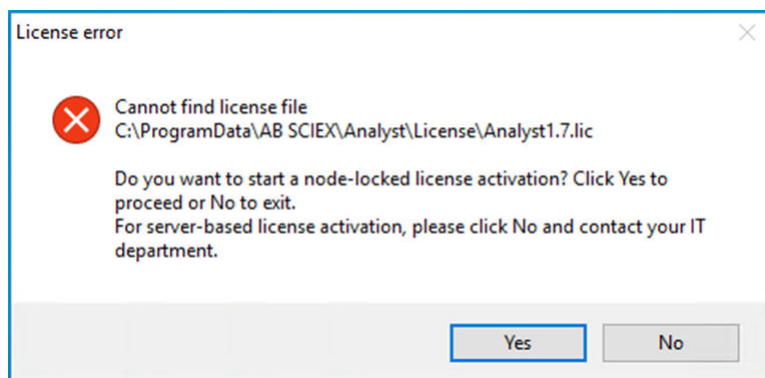 License error
Cannot find license file
C:\ProgramData\AB SCIEX\Analyst\License\Analyst1.7.lic
Do you want to start a node-locked license activation? Click Yes to
proceed or No to exit.
For server-based license activation, please click No and contact your IT
department.
Yes No